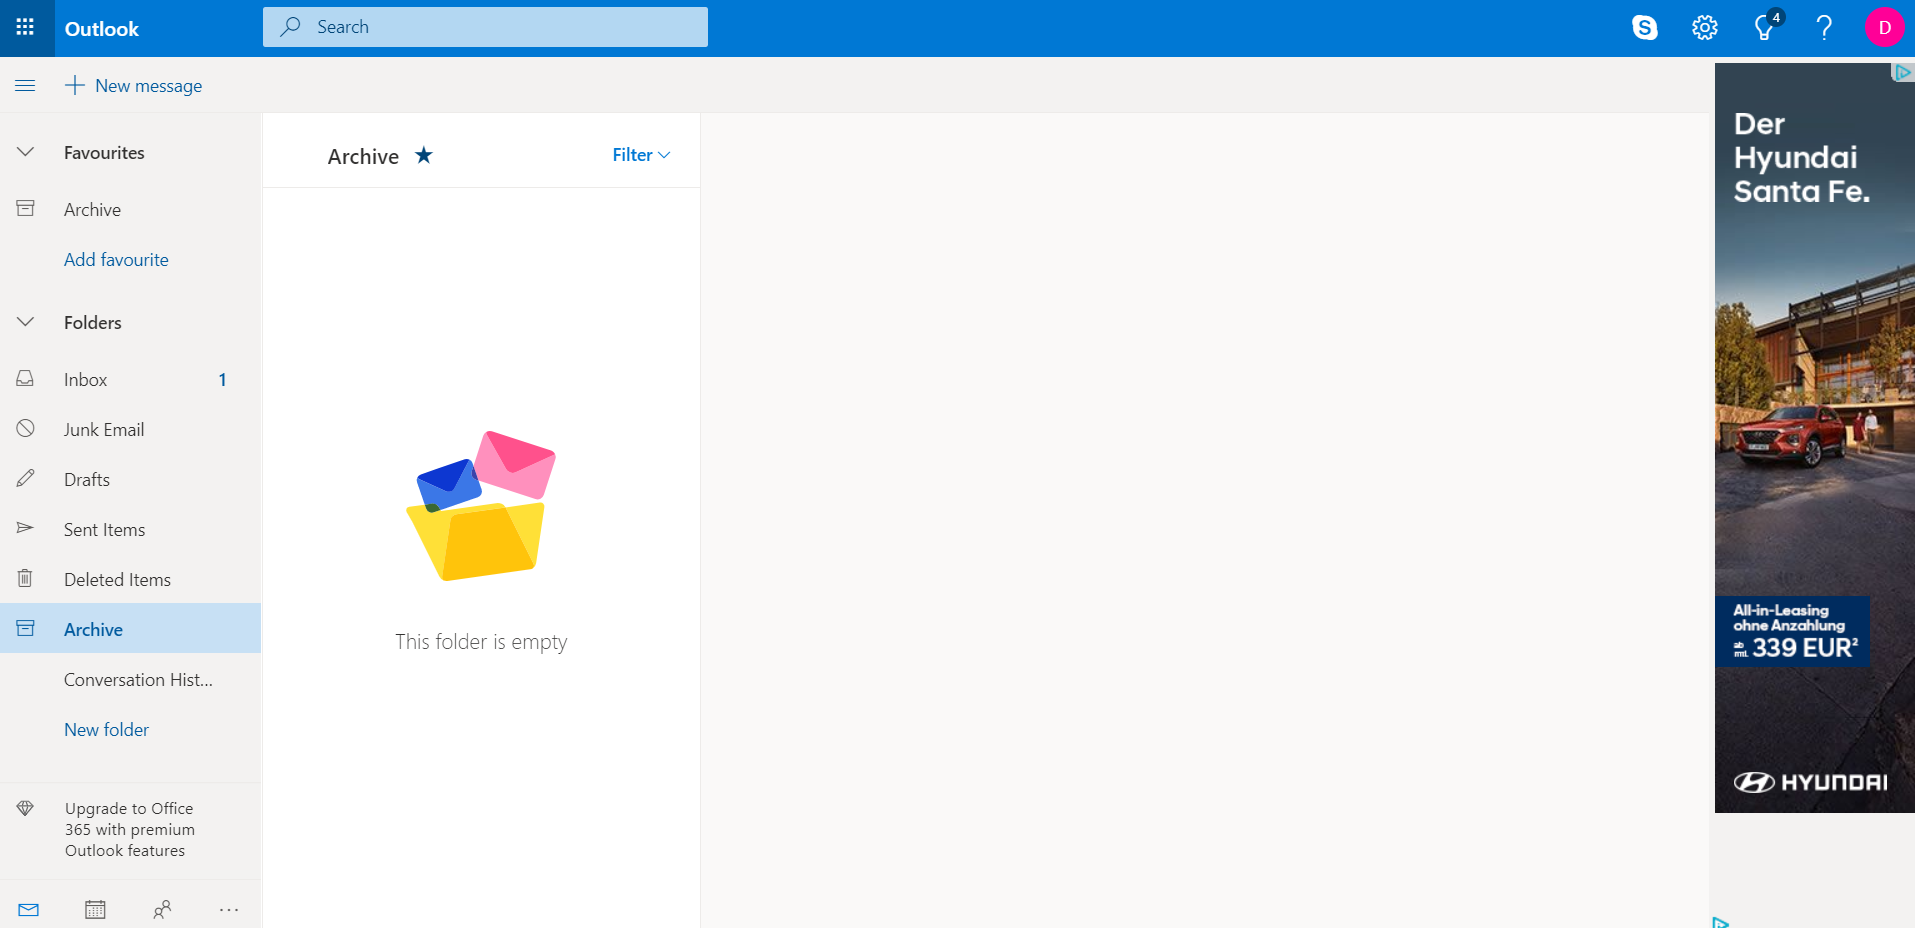 Outlook
Search
S
4
?
D
New message
Favourites
Archive
Add favourite
Folders
Inbox 1
Junk Email
Drafts
Sent Items
Deleted Items
Archive
Conversation Hist...
New folder
Upgrade to Office
365 with premium
Outlook features
...
Archive ★ Filter
This folder is empty
Der
Hyundai
Santa Fe.
All-in-Leasing
ohne Anzahlung
ab
mtl. 339 EUR²
HYUNDAI